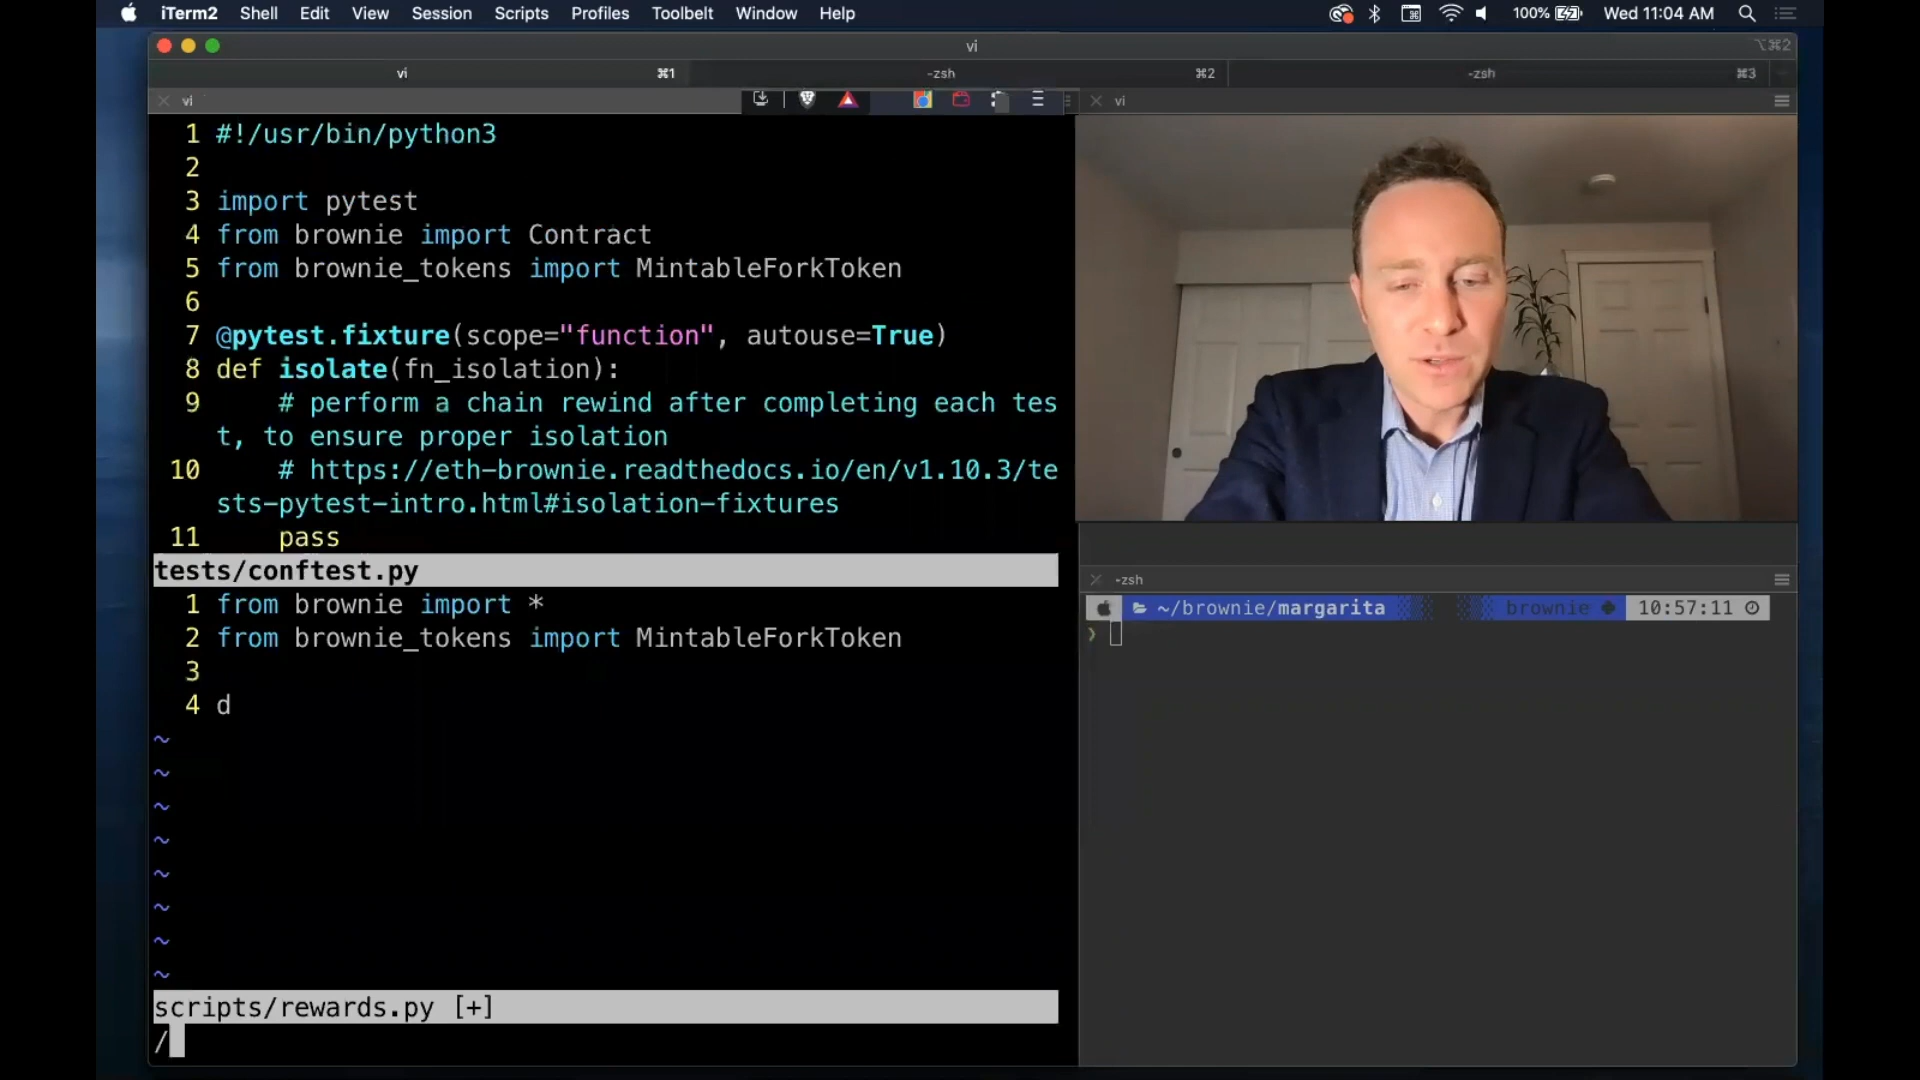 iTerm2 Shell Edit View Session Scripts Profiles Toolbelt Window Help 100% Wed 11:04 AM
vi ⌥⌘2
vi ⌘1 -zsh ⌘2 -zsh ⌘3
vi
vi
1 #!/usr/bin/python3
2
3 import pytest
4 from brownie import Contract
5 from brownie_tokens import MintableForkToken
6
7 @pytest.fixture(scope="function", autouse=True)
8 def isolate(fn_isolation):
9     # perform a chain rewind after completing each tes
t, to ensure proper isolation
10     # https://eth-brownie.readthedocs.io/en/v1.10.3/te
sts-pytest-intro.html#isolation-fixtures
11     pass
tests/conftest.py
1 from brownie import *
2 from brownie_tokens import MintableForkToken
3
4 d
~
~
~
~
~
~
~
~
scripts/rewards.py [+]
/
-zsh
~/brownie/margarita brownie 10:57:11
❯